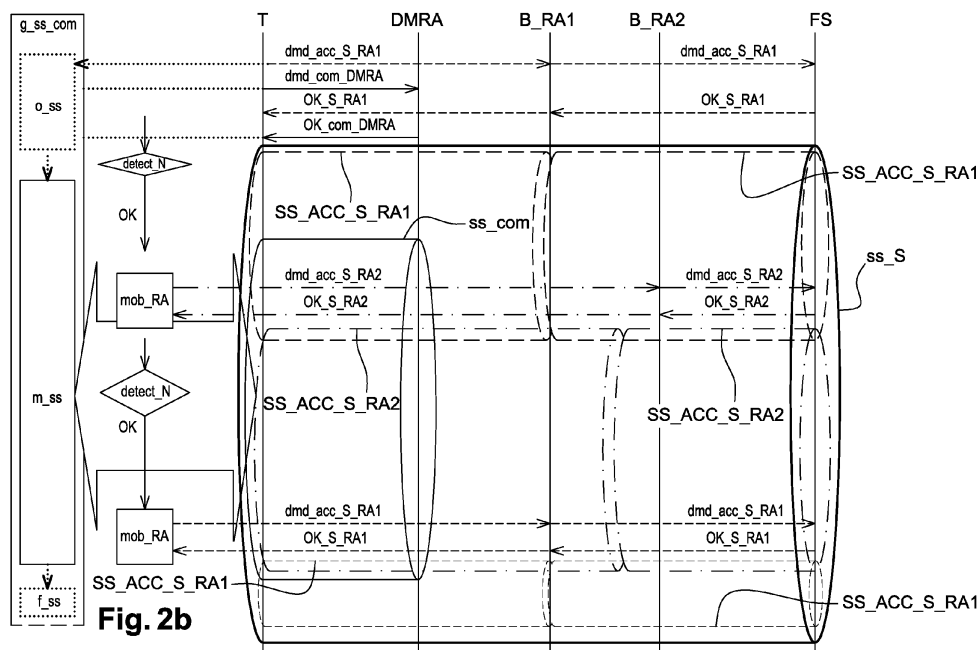 g_ss_com
T
DMRA
B_RA1
B_RA2
FS
dmd_acc_S_RA1
dmd_acc_S_RA1
dmd_com_DMRA
o_ss
OK_S_RA1
OK_S_RA1
OK_com_DMRA
detect_N
SS_ACC_S_RA1
SS_ACC_S_RA1
OK
ss_com
ss_S
dmd_acc_S_RA2
dmd_acc_S_RA2
mob_RA
OK_S_RA2
OK_S_RA2
detect_N
m_ss
SS_ACC_S_RA2
SS_ACC_S_RA2
OK
dmd_acc_S_RA1
dmd_acc_S_RA1
mob_RA
OK_S_RA1
OK_S_RA1
SS_ACC_S_RA1
f_ss
SS_ACC_S_RA1
Fig. 2b